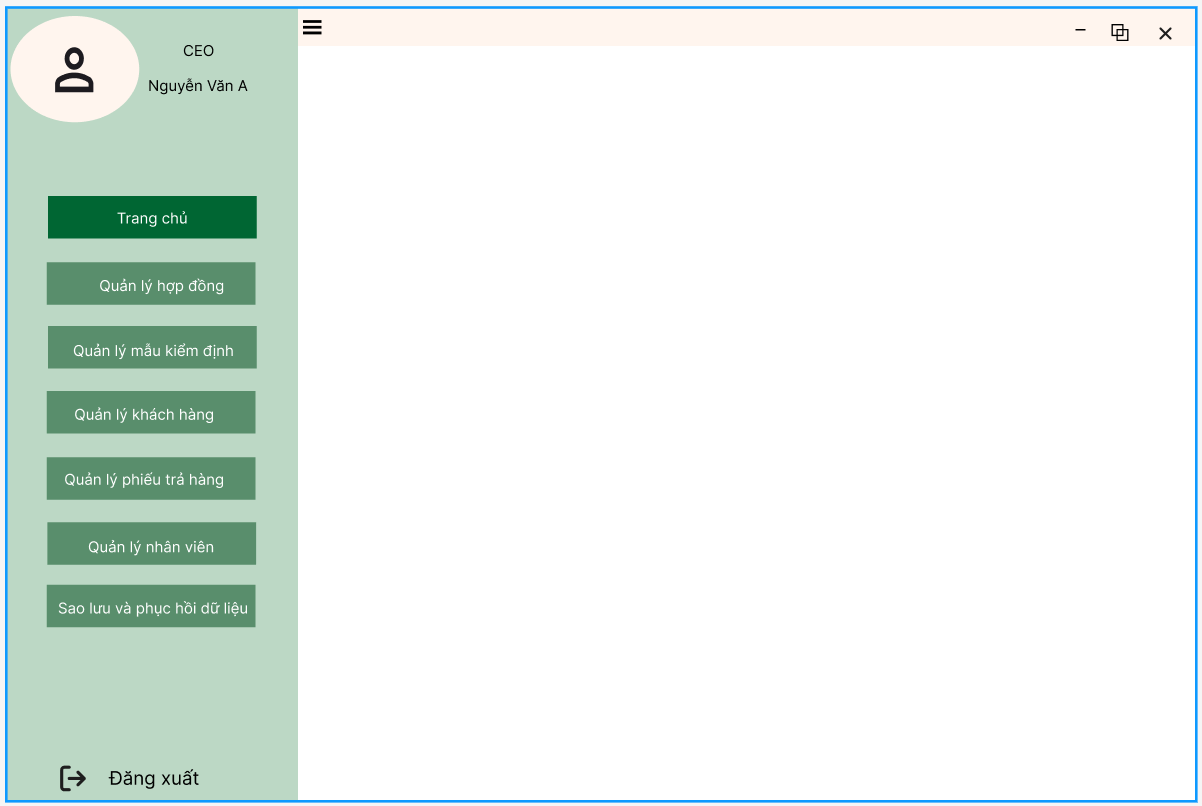 CEO
Nguyễn Văn A
Trang chủ
Quản lý hợp đồng
Quản lý mẫu kiểm định
Quản lý khách hàng
Quản lý phiếu trả hàng
Quản lý nhân viên
Sao lưu và phục hồi dữ liệu
Đăng xuất